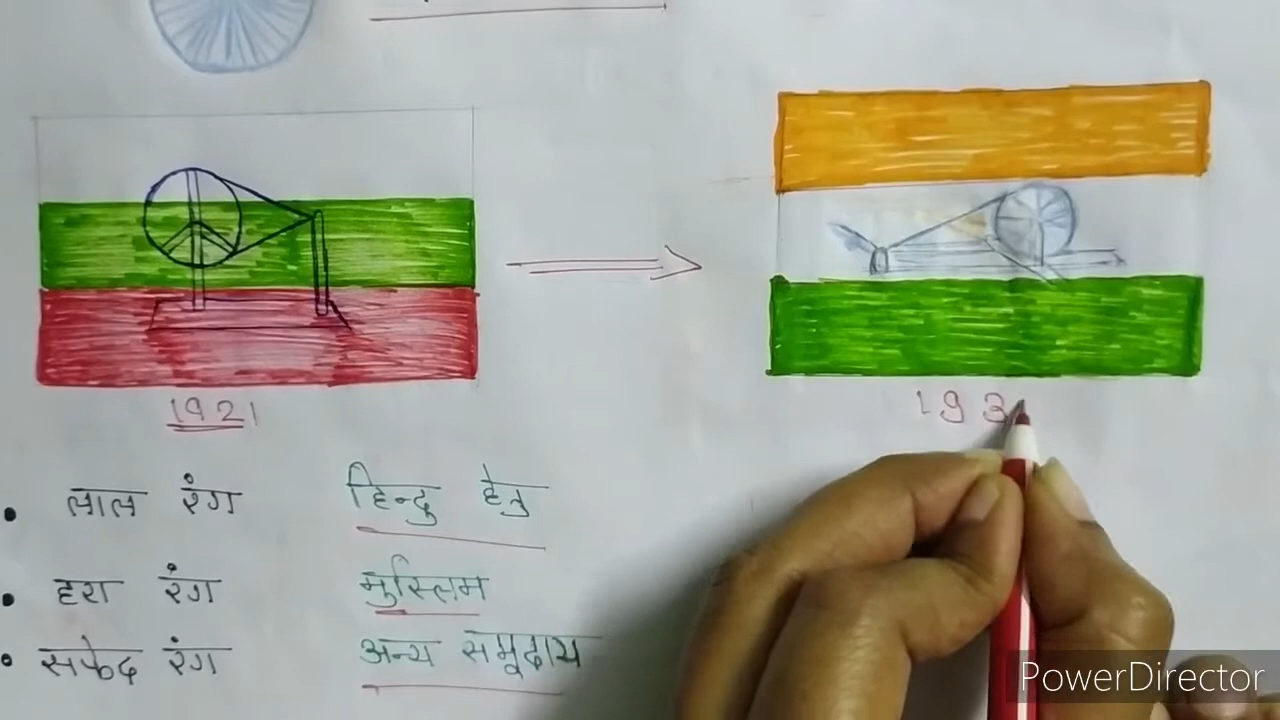 1921
193
लाल रंग हिन्दु हेतु
हरा रंग मुस्लिम
सफेद रंग अन्य समूदाय
PowerDirector